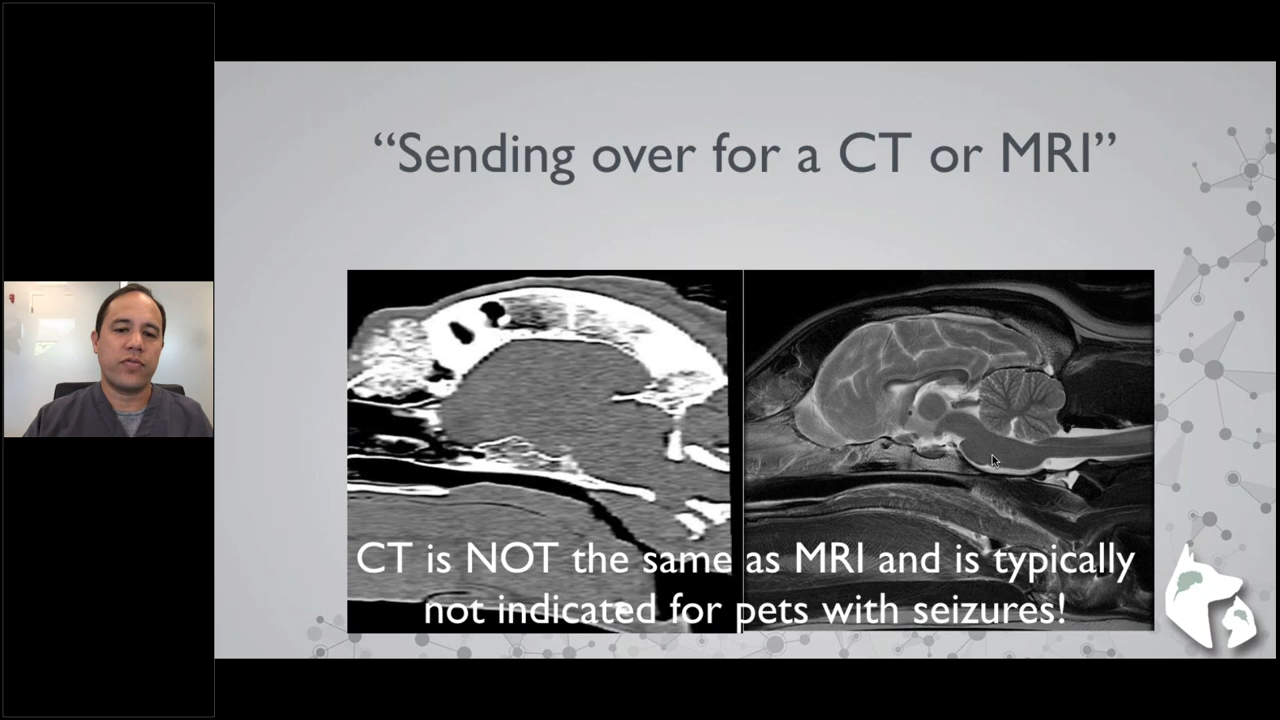 “Sending over for a CT or MRI”
CT is NOT the same as MRI and is typically
not indicated for pets with seizures!